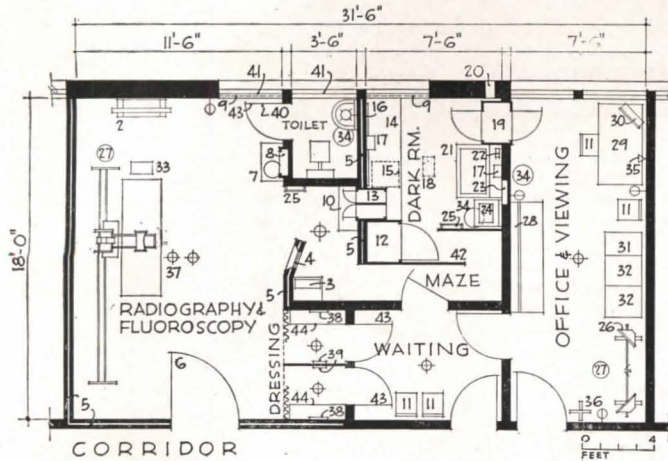 31'-6"
11'-6" 3'-6" 7'-6" 7'-6"
41 41 20
9 43 40 16 9 30
2 TOILET 14 19 11 29
27 33 34 17 21 22 35
8 5 17 34
7 15 18 23
25 13 34 24 28 11
10 DARK RM. 25
12 31
18'-0" 37 4 5 42 32
3 MAZE 32
5
RADIOGRAPHY &
FLUOROSCOPY
OFFICE & VIEWING
38 43 26
44
DRESSING
WAITING
39 27
6
44 43 11 11
5 38 36
CORRIDOR
0 4
FEET